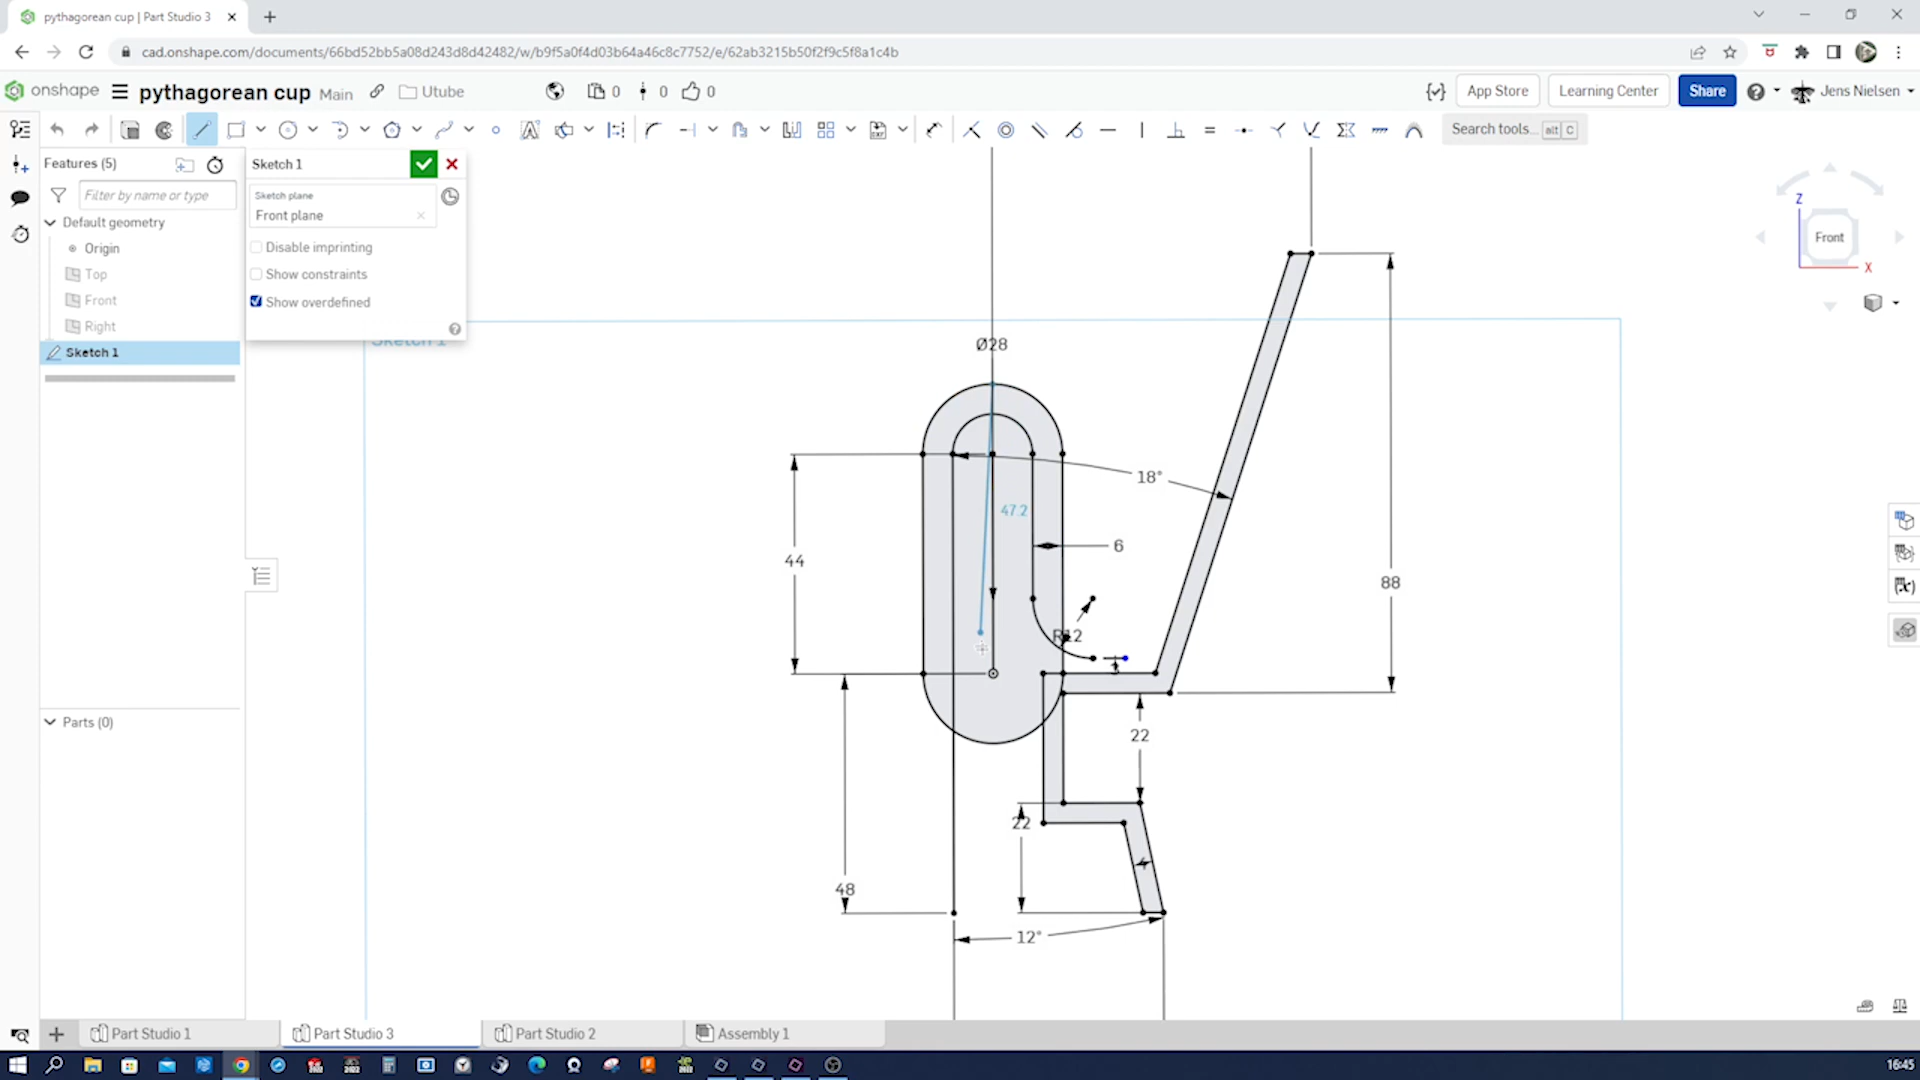 pythagorean cup | Part Studio 3
cad.onshape.com/documents/66bd52bb5a08d243d8d42482/w/b9f5a0f4d03b64a46c8c7752/e/62ab3215b50f2f9c5f8a1c4b
onshape pythagorean cup Main Utube 0 0 0 App Store Learning Center Share Jens Nielsen
Search tools... alt C
Features (5)
Filter by name or type
Default geometry
Origin
Top
Front
Right
Sketch 1
Parts (0)
Sketch 1
Sketch plane
Front plane
Disable imprinting
Show constraints
Show overdefined
Sketch 1
Z
Front
X
Ø28
18°
47.2
6
44
88
R12
22
22
4
48
12°
(x)
Part Studio 1 Part Studio 3 Part Studio 2 Assembly 1
16:45